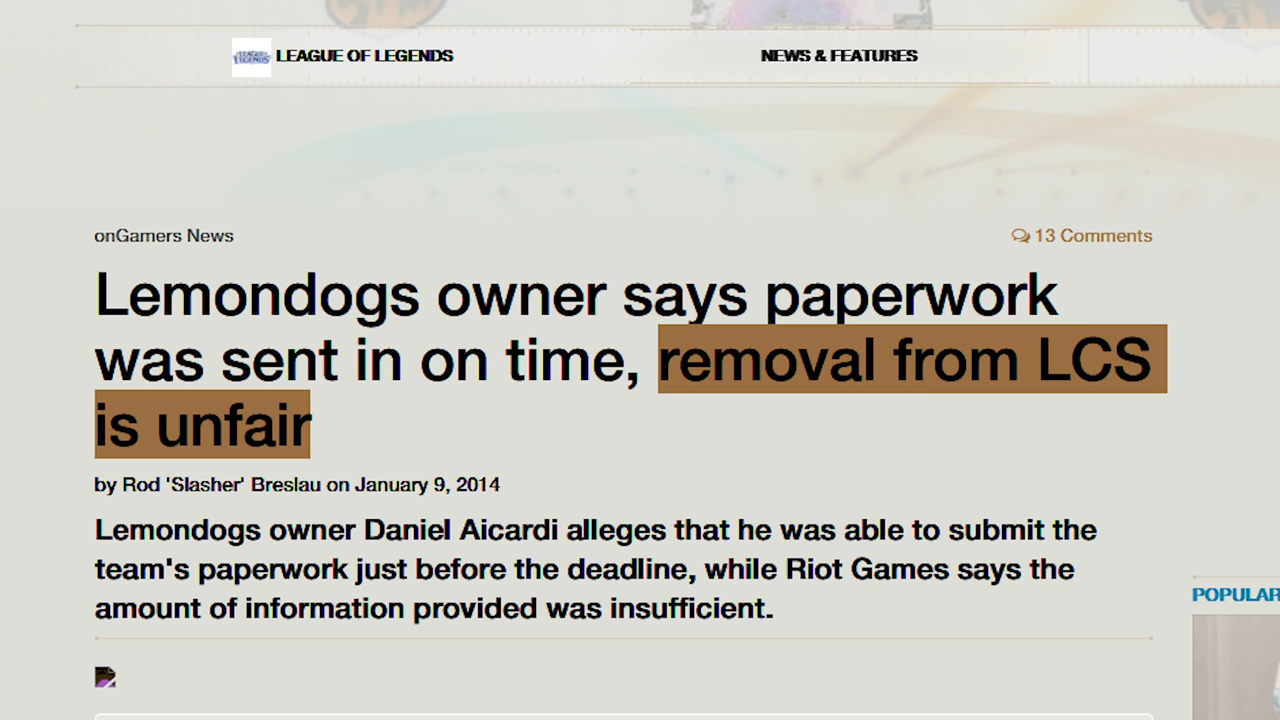 LEAGUE OF LEGENDS
NEWS & FEATURES
onGamers News
13 Comments
Lemondogs owner says paperwork
was sent in on time, removal from LCS
is unfair
by Rod 'Slasher' Breslau on January 9, 2014
Lemondogs owner Daniel Aicardi alleges that he was able to submit the
team's paperwork just before the deadline, while Riot Games says the
amount of information provided was insufficient.
POPULAR